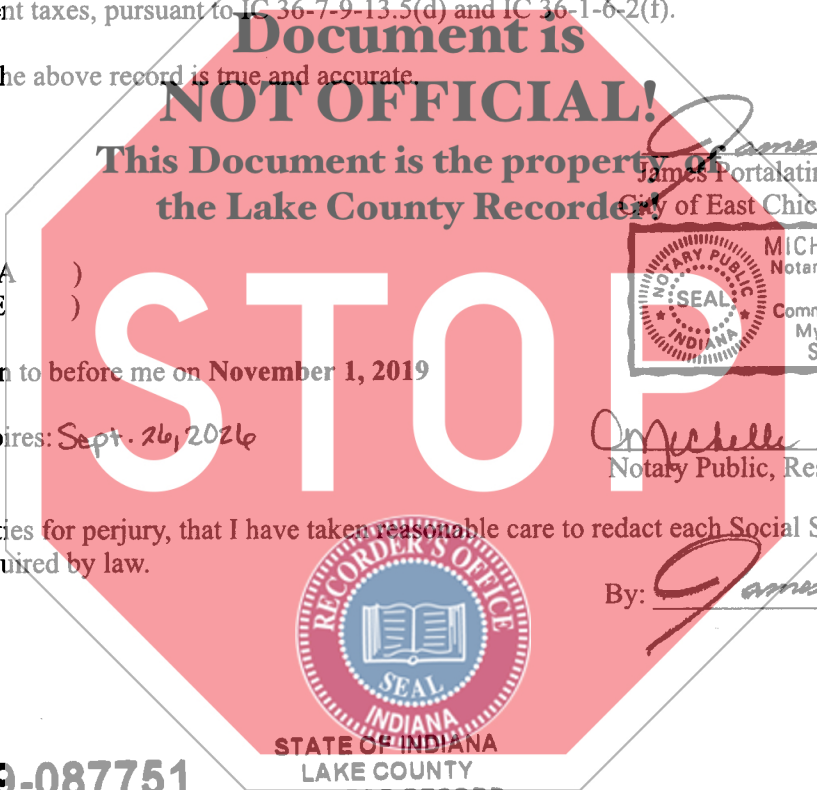 nt taxes, pursuant to IC 36-7-9-13.5(d) and IC 36-1-6-2(f).
Document is
he above record is true and accurate.
NOT OFFICIAL!
This Document is the property of
the Lake County Recorder!
James
James Portalatin
City of East Chic
MICH
Notar
Comm
My
S
NOTARY PUBLIC
SEAL
INDIANA
A )
E )
STOP
n to before me on November 1, 2019
ires: Sept. 26, 2026
Michelle
Notary Public, Res
ies for perjury, that I have taken reasonable care to redact each Social S
uired by law.
By: James
RECORDER'S OFFICE
SEAL
INDIANA
STATE OF INDIANA
LAKE COUNTY
9-087751